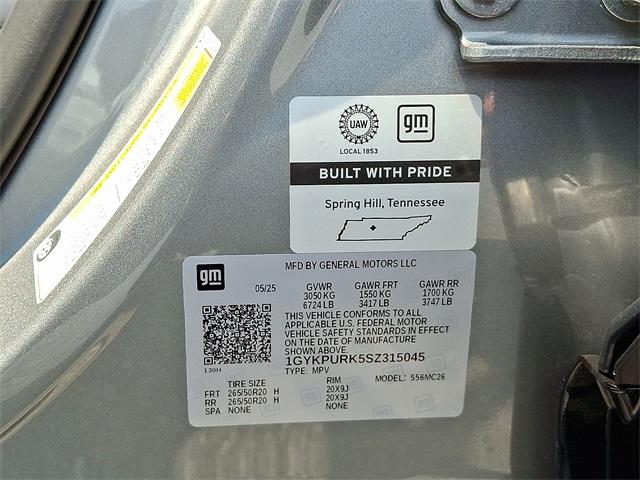 UAW
gm
LOCAL 1853
BUILT WITH PRIDE
Spring Hill, Tennessee
gm
MFD BY GENERAL MOTORS LLC
05/25 GVWR GAWR FRT GAWR RR
3050 KG 1550 KG 1700 KG
6724 LB 3417 LB 3747 LB
THIS VEHICLE CONFORMS TO ALL
APPLICABLE U.S. FEDERAL MOTOR
VEHICLE SAFETY STANDARDS IN EFFECT
ON THE DATE OF MANUFACTURE
SHOWN ABOVE.
1GYKPURK5SZ315045
130H
TYPE: MPV MODEL: 556MC26
TIRE SIZE RIM
FRT 265/50R20 H 20X9J
RR 265/50R20 H 20X9J
SPA NONE NONE